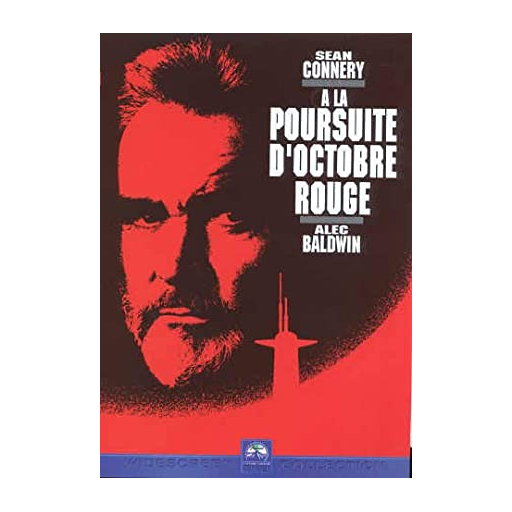 SEAN
CONNERY
A LA
POURSUITE
D'OCTOBRE
ROUGE
ALEC
BALDWIN
WIDESCREEN COLLECTION